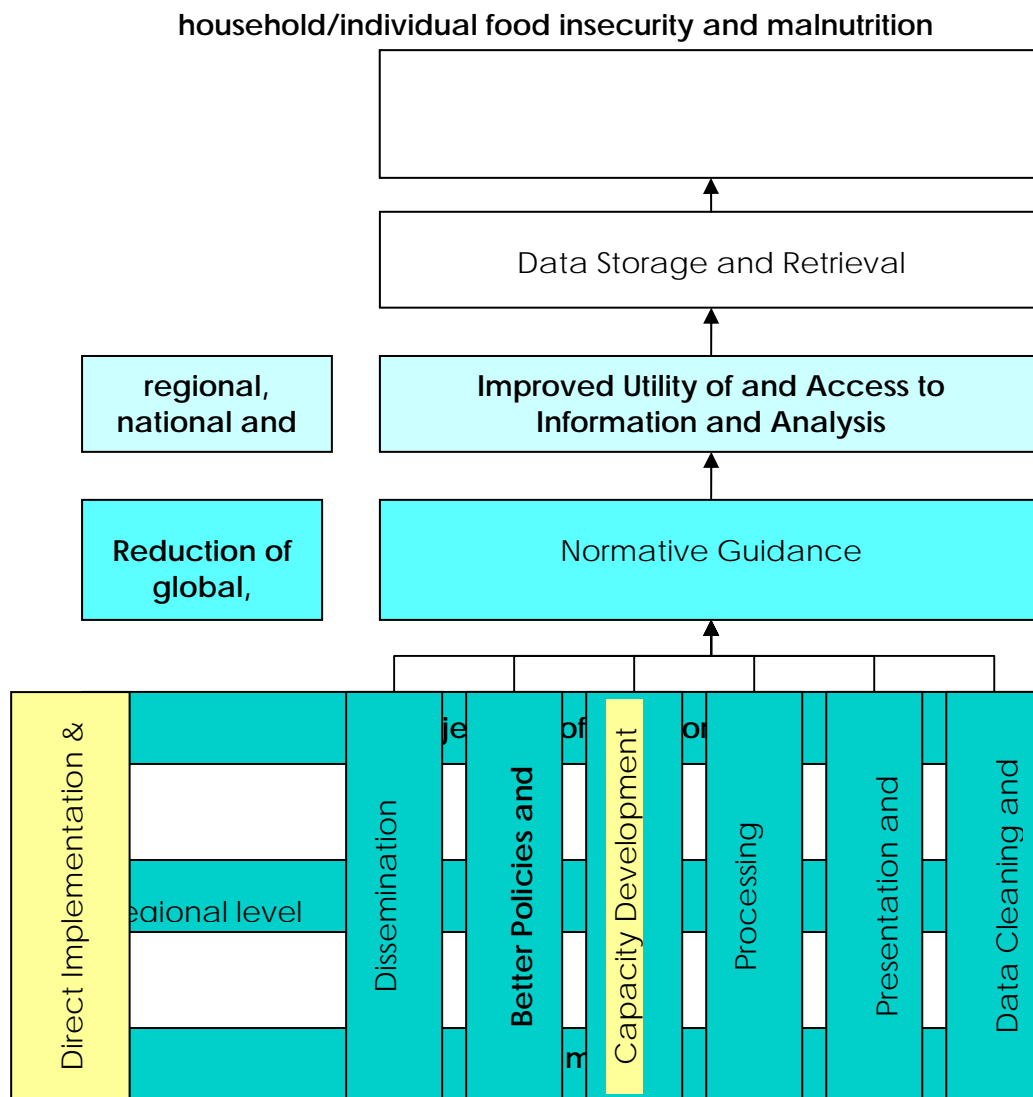 household/individual food insecurity and malnutrition
Data Storage and Retrieval
regional,
national and
Improved Utility of and Access to
Information and Analysis
Reduction of
global,
Normative Guidance
Direct Implementation &
level
Dissemination
Better Policies and
Capacity Development
Processing
Presentation and
Data Cleaning and
of